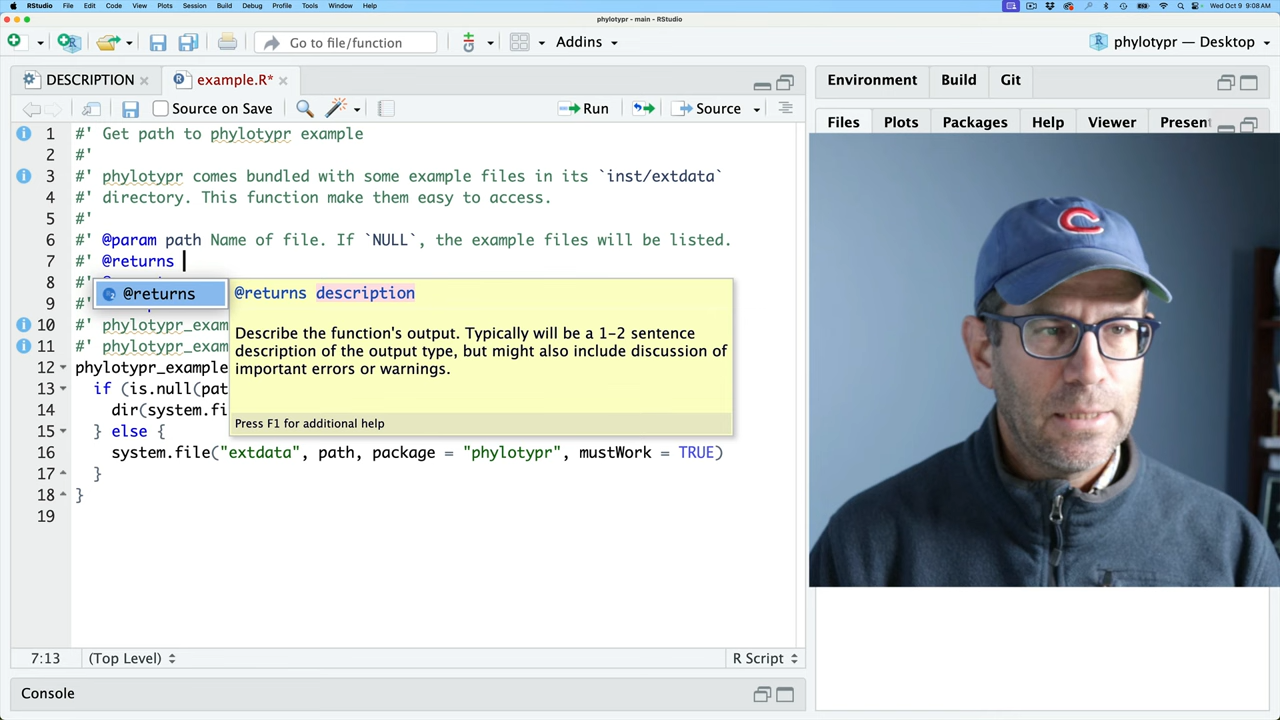 RStudio File Edit Code View Plots Session Build Debug Profile Tools Window Help Wed Oct 9 9:08 AM
phylotypr - main - RStudio
Go to file/function Addins phylotypr — Desktop
DESCRIPTION example.R* Environment Build Git
Source on Save Run Source
Files Plots Packages Help Viewer Present
1 #' Get path to phylotypr example
2 #'
3 #' phylotypr comes bundled with some example files in its `inst/extdata`
4 #' directory. This function make them easy to access.
5 #'
6 #' @param path Name of file. If `NULL`, the example files will be listed.
7 #' @returns
8 #'
@returns
@returns description
9 #'
Describe the function's output. Typically will be a 1-2 sentence
description of the output type, but might also include discussion of
important errors or warnings.
Press F1 for additional help
10 #' phylotypr_exam
11 #' phylotypr_exam
12 phylotypr_example
13 if (is.null(pat
14 dir(system.fi
15 } else {
16 system.file("extdata", path, package = "phylotypr", mustWork = TRUE)
17 }
18 }
19
7:13 (Top Level) R Script
Console